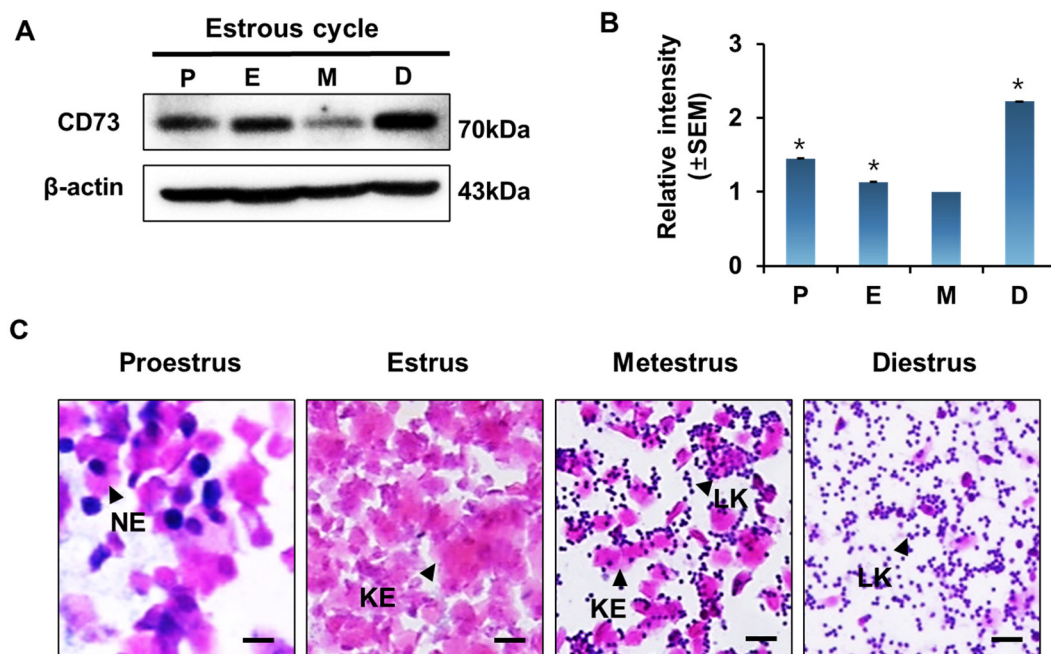 A
Estrous cycle
P E M D
CD73
70kDa
β-actin
43kDa
B
Relative intensity
(±SEM)
3
2
1
0
*
*
*
P E M D
C
Proestrus Estrus Metestrus Diestrus
NE
KE
LK
KE
LK